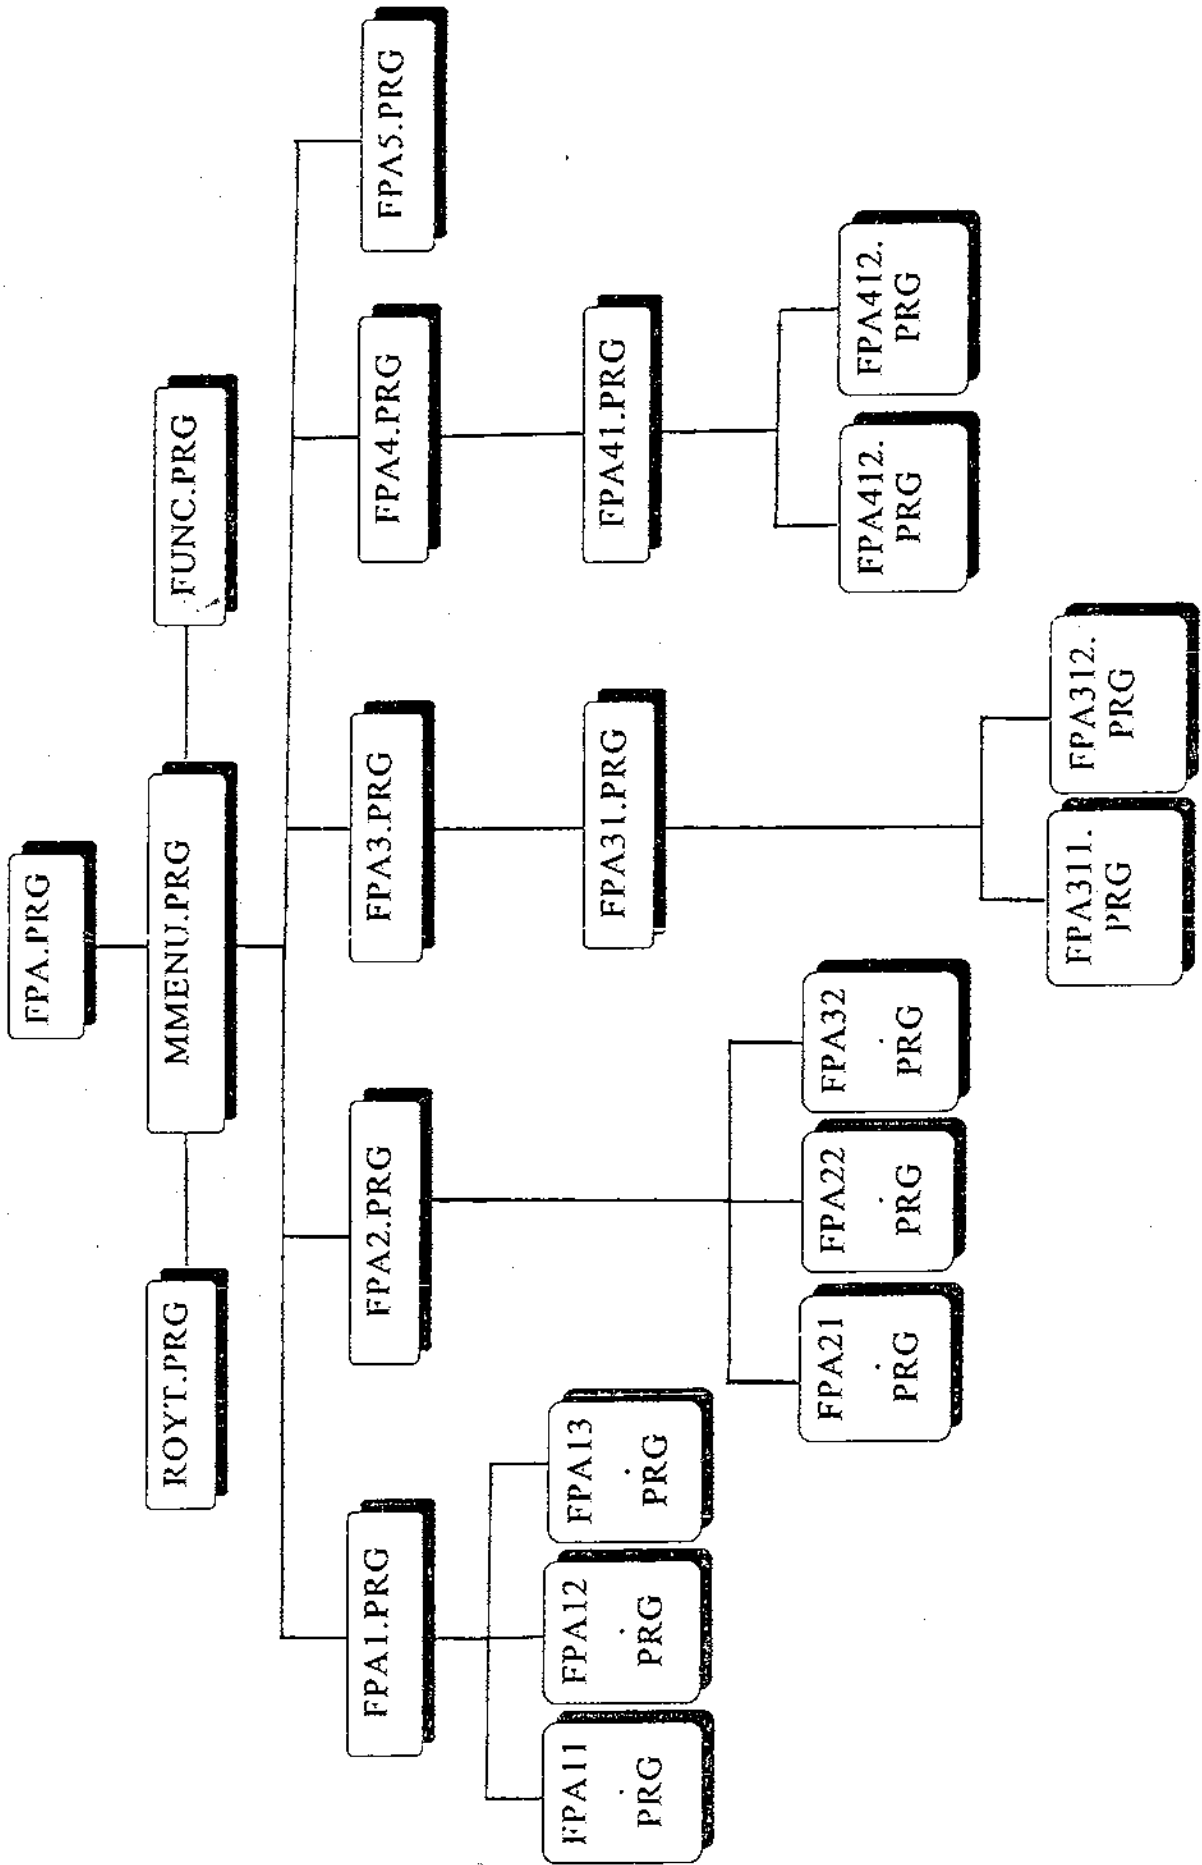 FPA.PRG
ROYT.PRG
MMENU.PRG
FUNC.PRG
FPA1.PRG
FPA2.PRG
FPA3.PRG
FPA4.PRG
FPA5.PRG
FPA11
.
PRG
FPA12
.
PRG
FPA13
.
PRG
FPA31.PRG
FPA41.PRG
FPA21
.
PRG
FPA22
.
PRG
FPA32
.
PRG
FPA412.
PRG
FPA412.
PRG
FPA311.
PRG
FPA312.
PRG